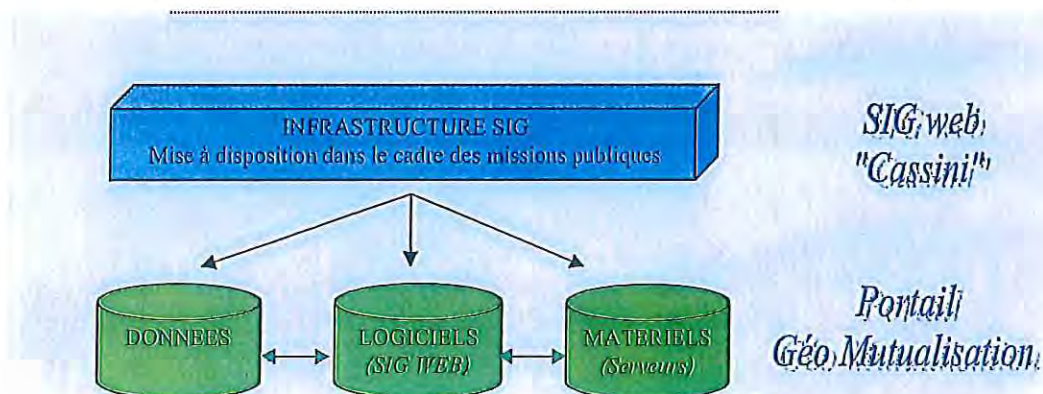 INFRASTRUCTURE SIG
Mise à disposition dans le cadre des missions publiques
SIG web
"Cassini"
DONNEES
LOGICIELS
(SIG WEB)
MATERIELS
(Serveurs)
Portail
Géo Mutualisation